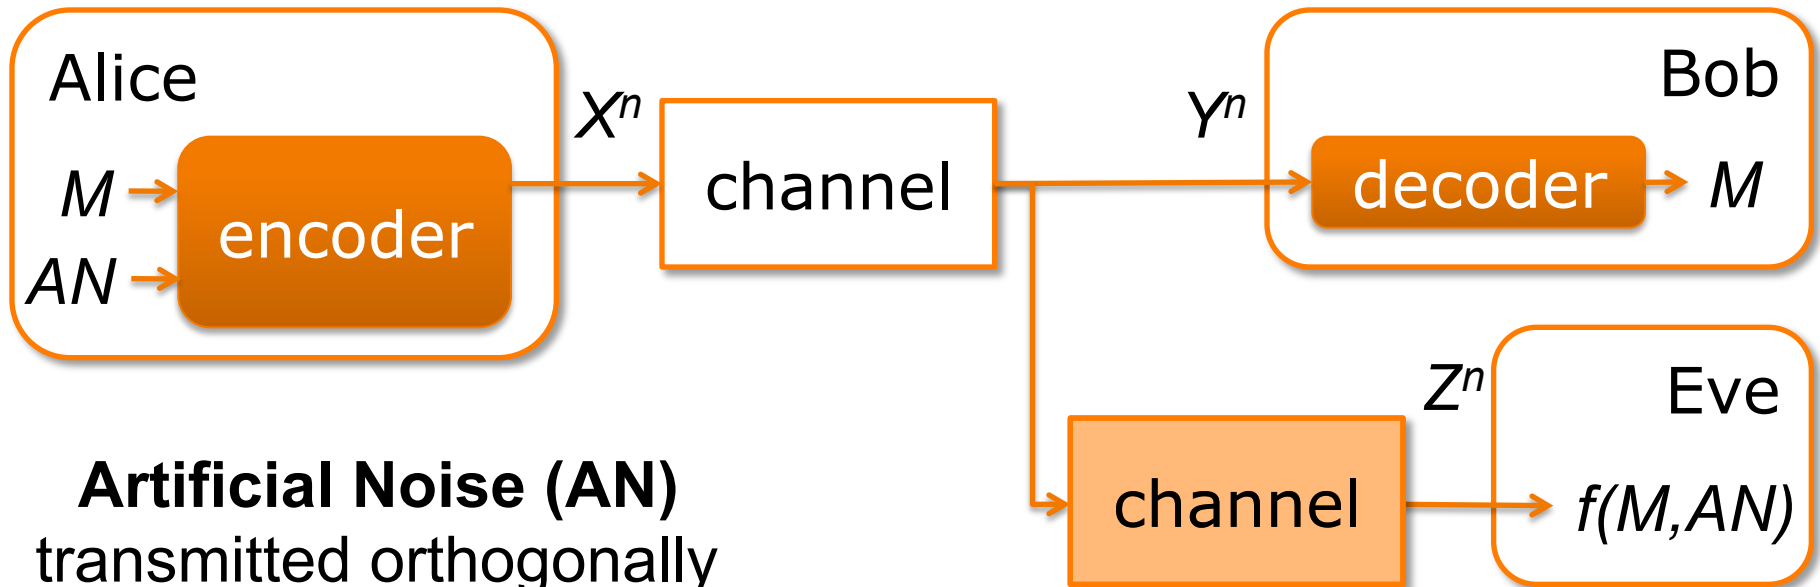 Alice
M
AN
encoder
Xⁿ
channel
Yⁿ
Bob
decoder
M
Zⁿ
Eve
channel
f(M,AN)
Artificial Noise (AN)
transmitted orthogonally